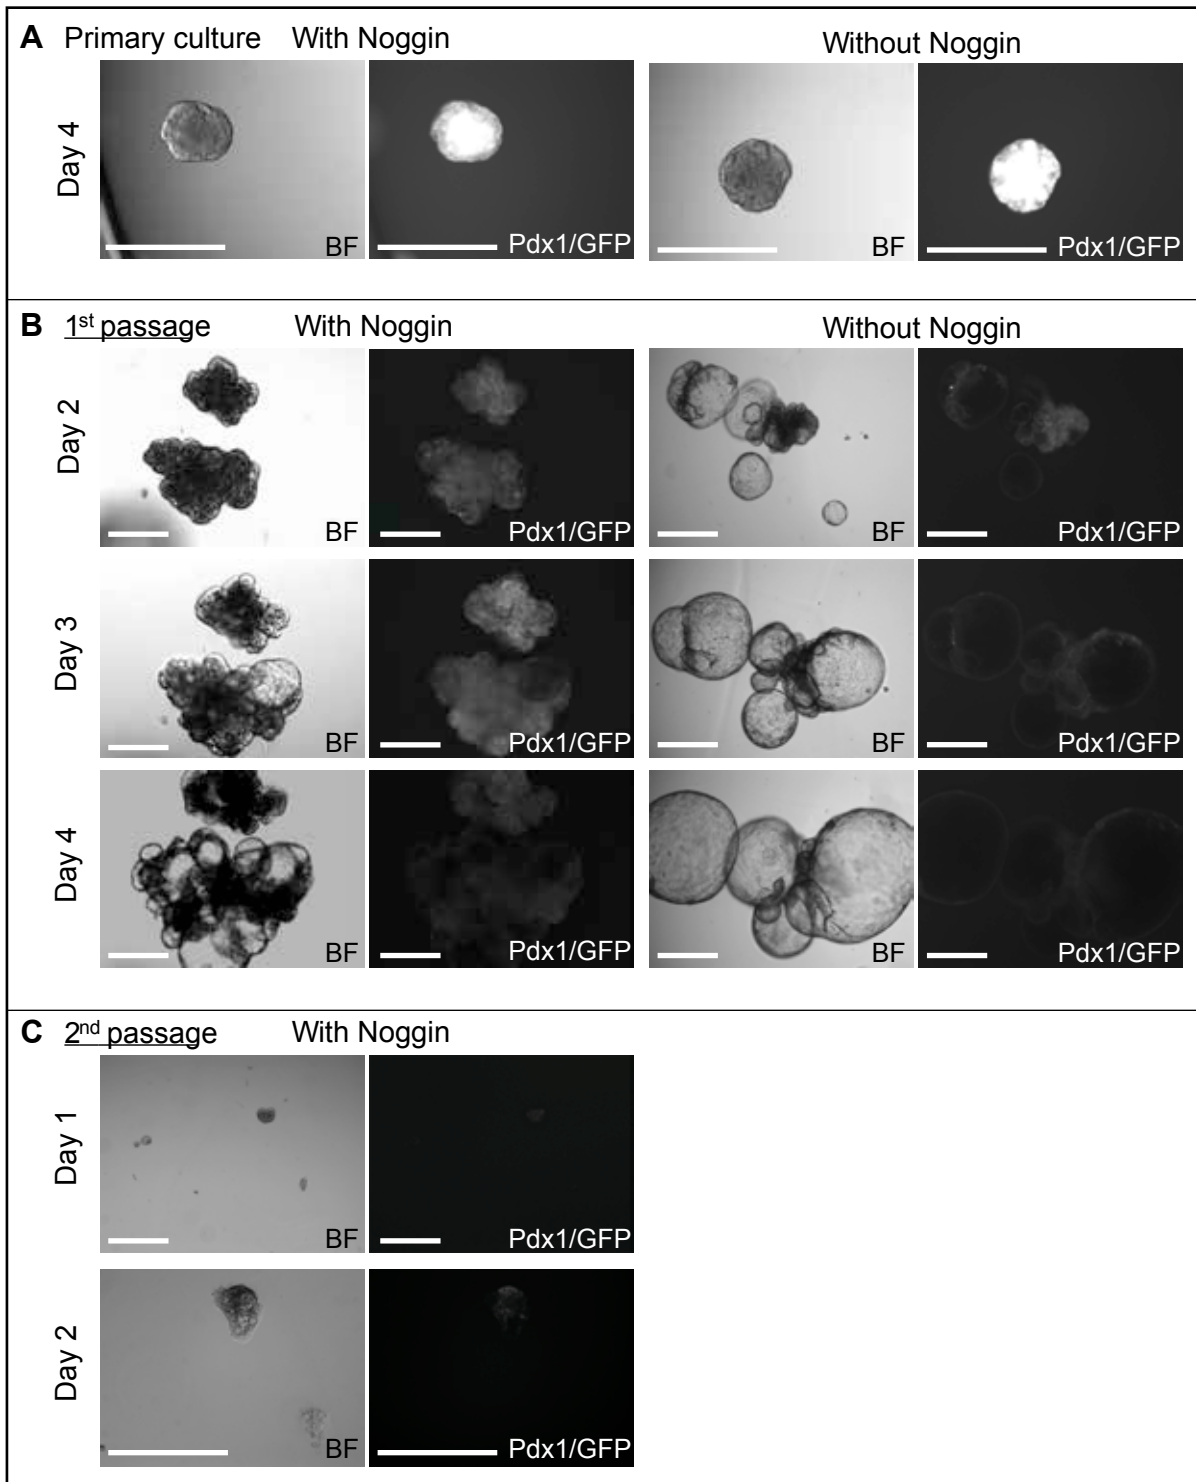 A Primary culture With Noggin Without Noggin
Day 4
BF Pdx1/GFP BF Pdx1/GFP
B 1st passage With Noggin Without Noggin
Day 2
BF Pdx1/GFP BF Pdx1/GFP
Day 3
BF Pdx1/GFP BF Pdx1/GFP
Day 4
BF Pdx1/GFP BF Pdx1/GFP
C 2nd passage With Noggin
Day 1
BF Pdx1/GFP
Day 2
BF Pdx1/GFP